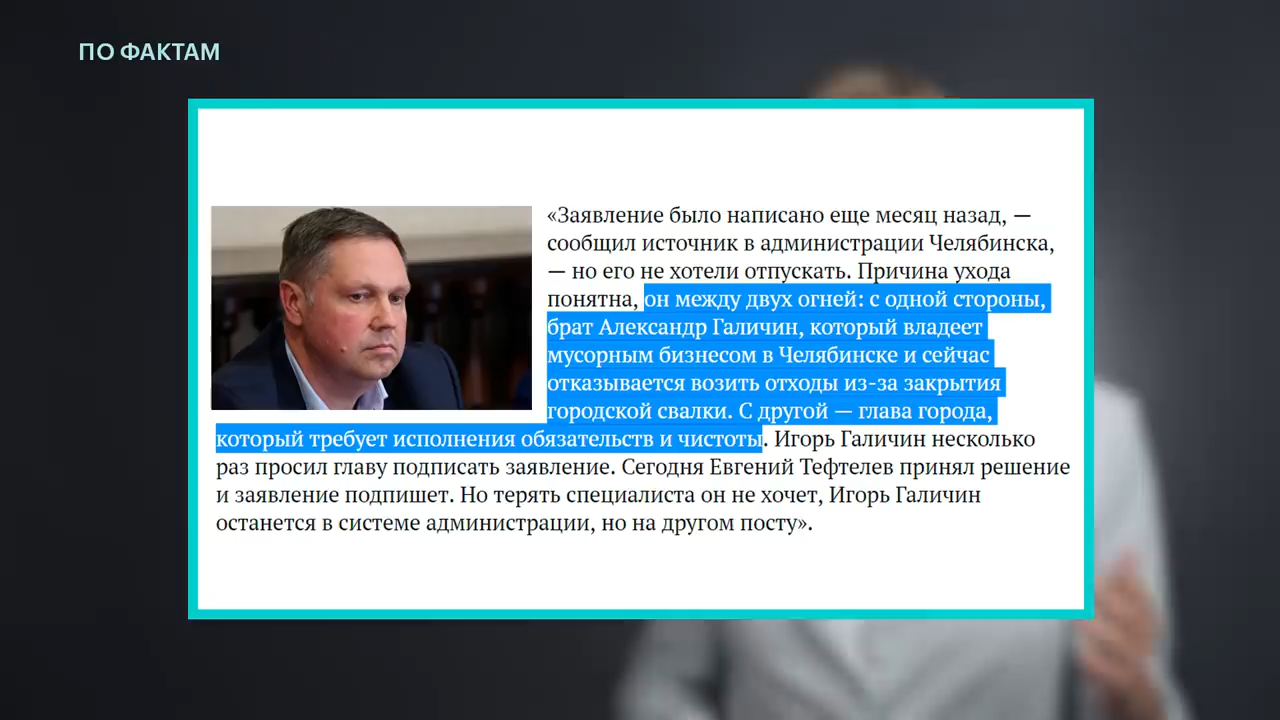 ПО ФАКТАМ
«Заявление было написано еще месяц назад, —
сообщил источник в администрации Челябинска,
— но его не хотели отпускать. Причина ухода
понятна, он между двух огней: с одной стороны,
брат Александр Галичин, который владеет
мусорным бизнесом в Челябинске и сейчас
отказывается возить отходы из-за закрытия
городской свалки. С другой — глава города,
который требует исполнения обязательств и чистоты. Игорь Галичин несколько
раз просил главу подписать заявление. Сегодня Евгений Тефтелев принял решение
и заявление подпишет. Но терять специалиста он не хочет, Игорь Галичин
останется в системе администрации, но на другом посту».